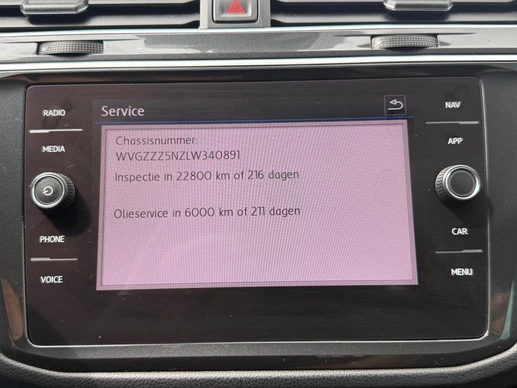 RADIO
MEDIA
PHONE
VOICE
Service
Chassisnummer:
WVGZZZ5NZLW340891
Inspectie in 22800 km of 216 dagen
Olieservice in 6000 km of 211 dagen
NAV
APP
CAR
MENU